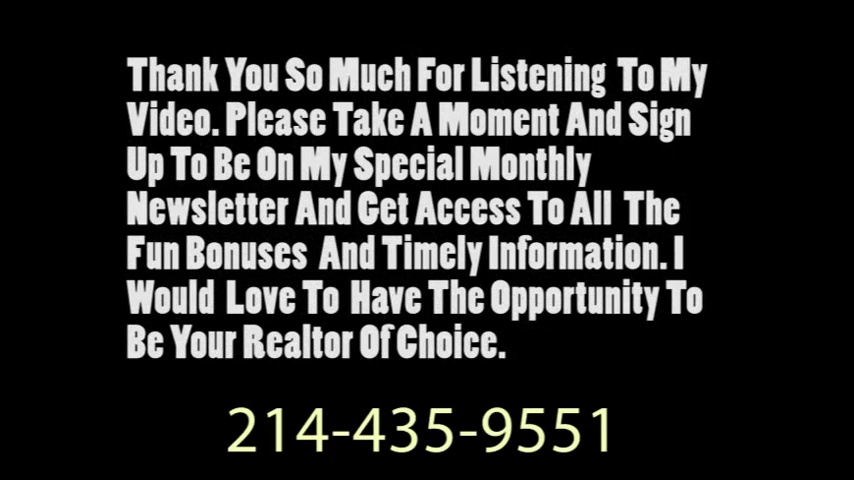 Thank You So Much For Listening To My
Video. Please Take A Moment And Sign
Up To Be On My Special Monthly
Newsletter And Get Access To All The
Fun Bonuses And Timely Information. I
Would Love To Have The Opportunity To
Be Your Realtor Of Choice.
214-435-9551